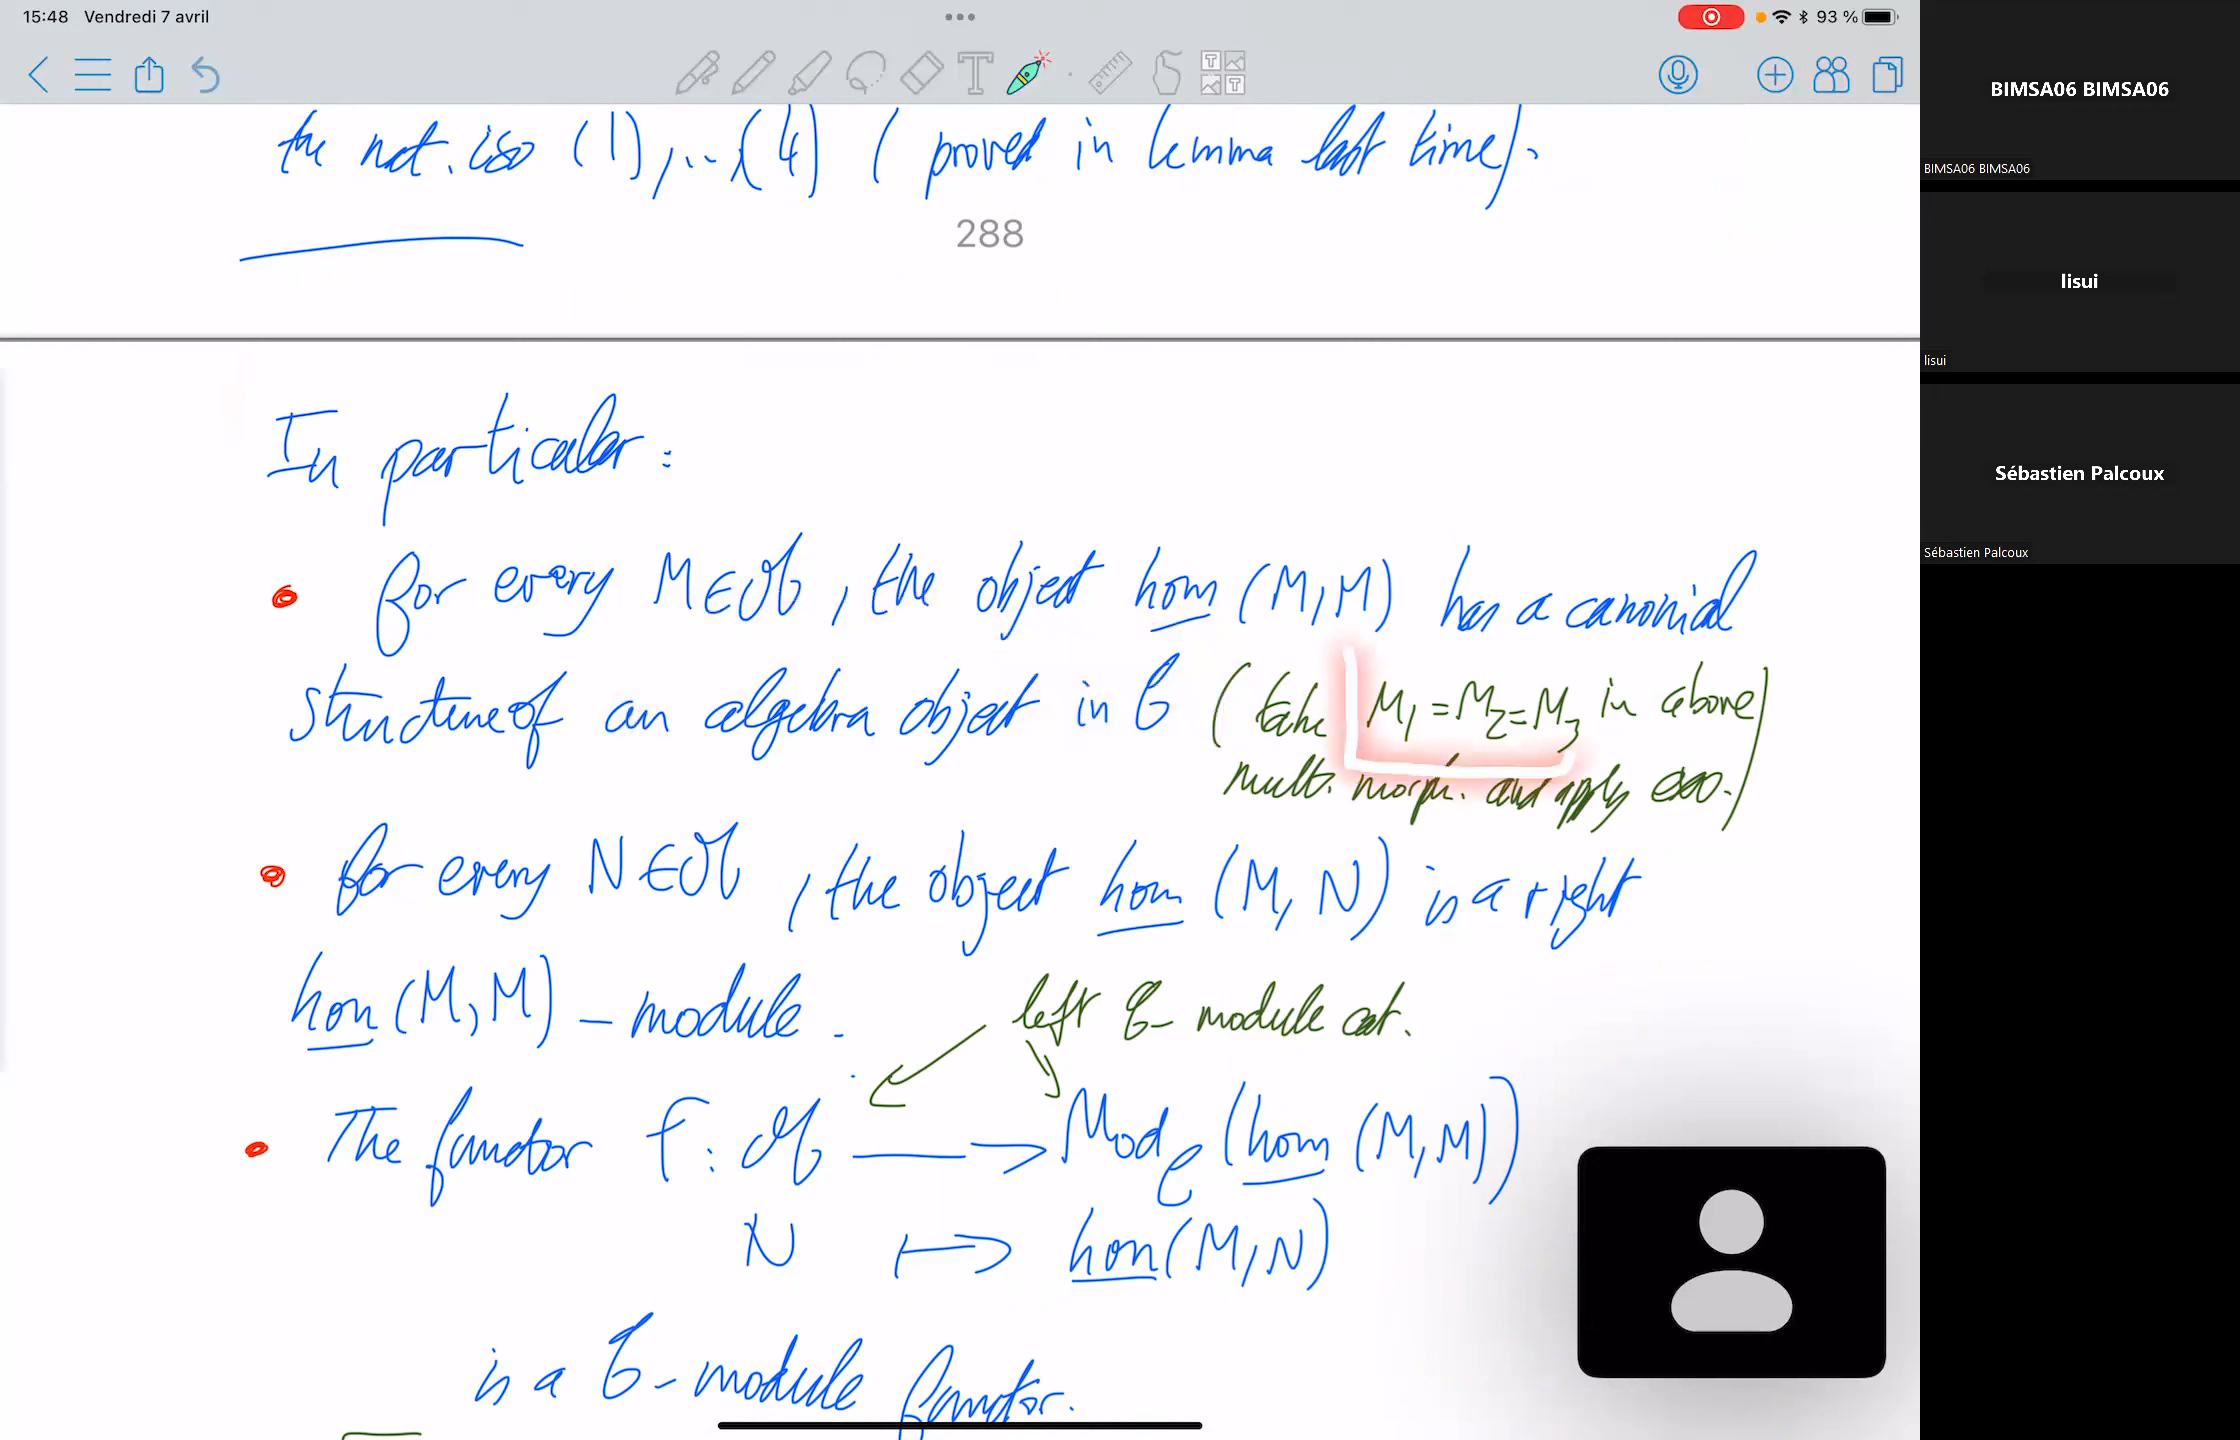 15:48 Vendredi 7 avril
93 %
the nat. iso (1),...,(4) (proved in lemma last time).
288
In particular:
• for every M∈ℳ, the object hom (M,M) has a canonial
structure of an algebra object in C (take M₁=M₂=M₃ in above
mult. morph. and apply exo.)
• for every N∈ℳ, the object hom (M,N) is a right
hom(M,M)-module.
left C-module cat.
• The functor F: ℳ → Mod_C (hom (M,M))
N ↦ hom(M,N)
is a C-module functor.
BIMSA06 BIMSA06
BIMSA06 BIMSA06
lisui
lisui
Sébastien Palcoux
Sébastien Palcoux